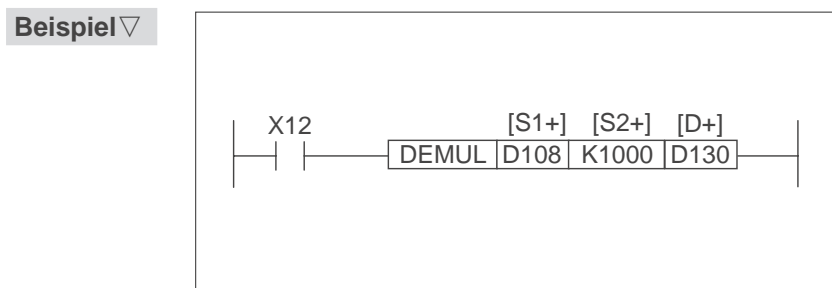 Beispiel▽
[S1+] [S2+] [D+]
X12
DEMUL D108 K1000 D130